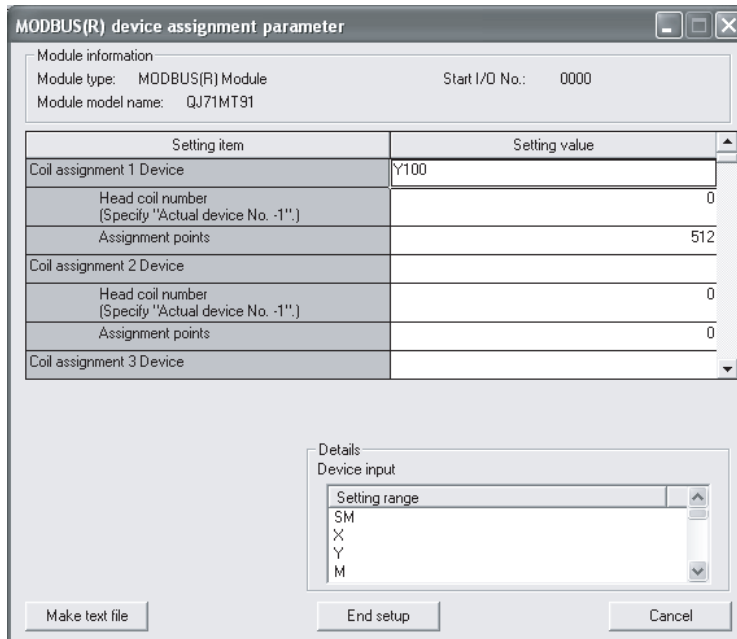 MODBUS(R) device assignment parameter
Module information
Module type: MODBUS(R) Module Start I/O No.: 0000
Module model name: QJ71MT91
Setting item Setting value
Coil assignment 1 Device Y100
Head coil number
(Specify "Actual device No. -1".) 0
Assignment points 512
Coil assignment 2 Device
Head coil number
(Specify "Actual device No. -1".) 0
Assignment points 0
Coil assignment 3 Device
Details
Device input
Setting range
SM
X
Y
M
Make text file End setup Cancel